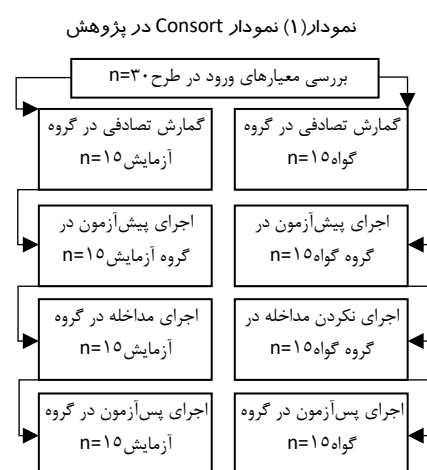 نمودار(۱) نمودار Consort در پژوهش
بررسی معیارهای ورود در طرح n=۳۰
گمارش تصادفی در گروه
گواه n=۱۵
گمارش تصادفی در گروه
آزمایش n=۱۵
اجرای پیش‌آزمون در
گروه گواه n=۱۵
اجرای پیش‌آزمون در
گروه آزمایش n=۱۵
اجرای نکردن مداخله در
گروه گواه n=۱۵
اجرای مداخله در گروه
آزمایش n=۱۵
اجرای پس‌آزمون در گروه
گواه n=۱۵
اجرای پس‌آزمون در گروه
آزمایش n=۱۵